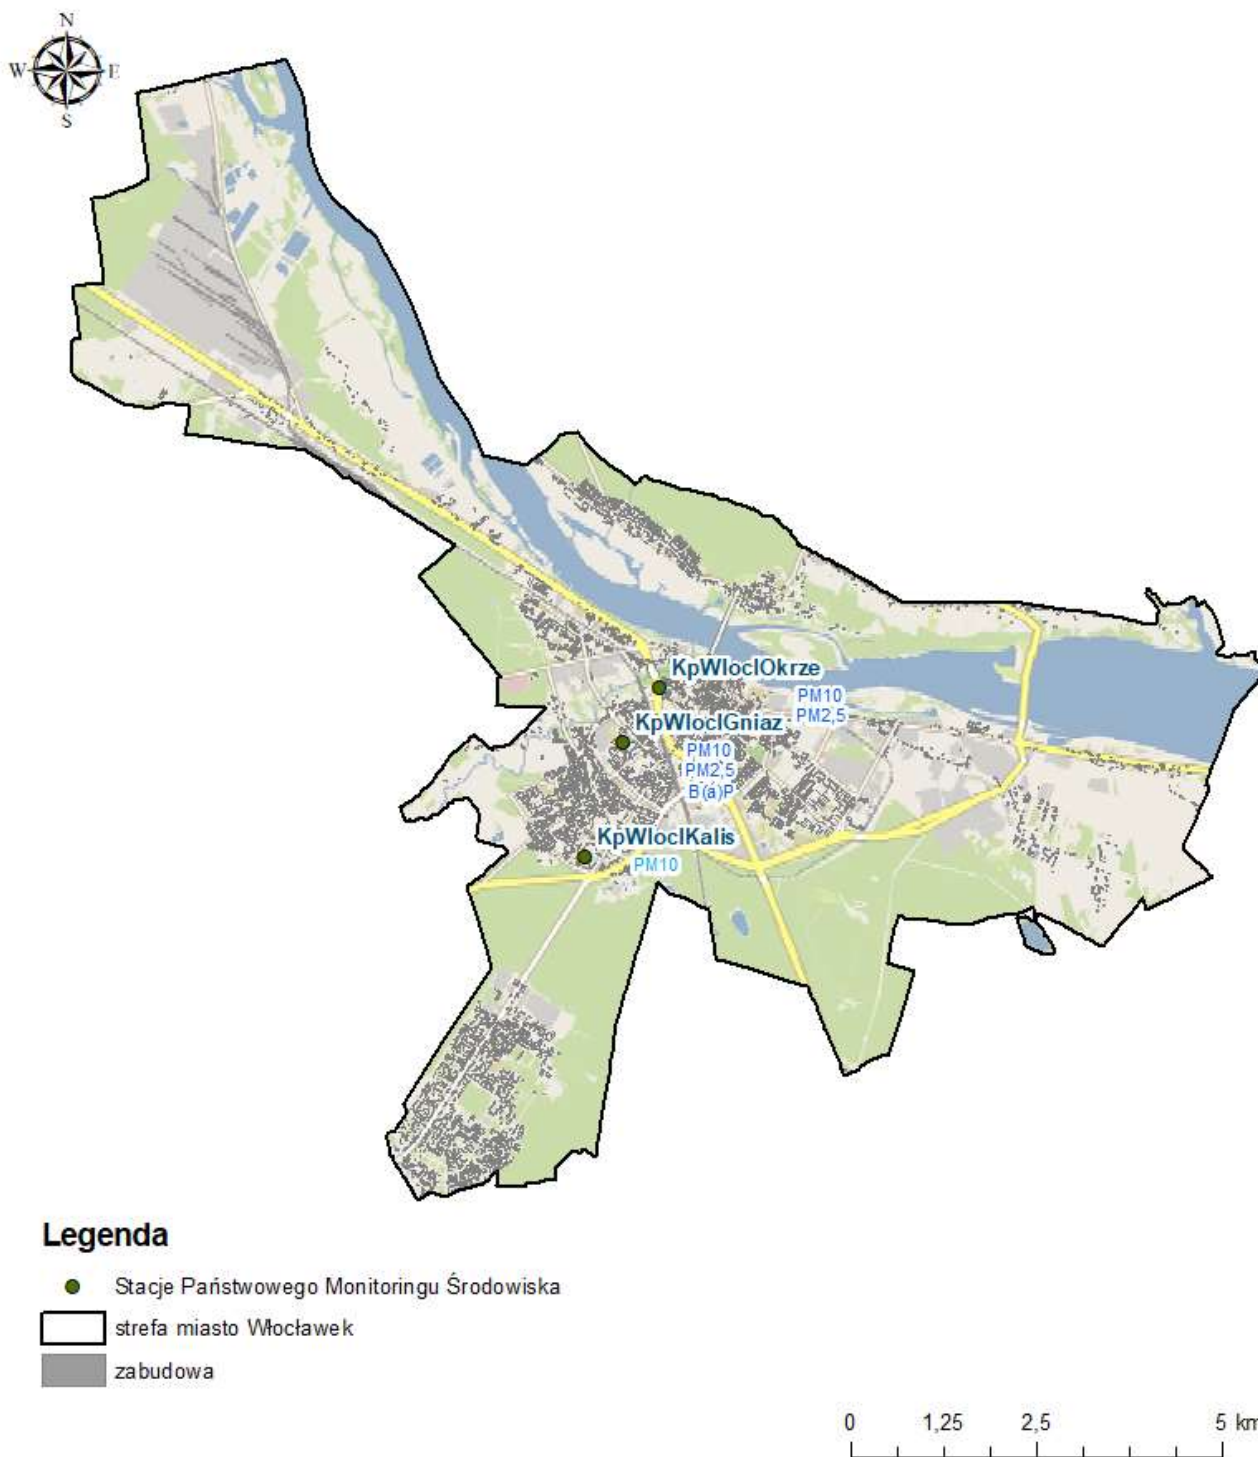 N
W E
S
KpWloclOkrze
PM10
PM2,5
KpWloclGniaz
PM10
PM2,5
B(a)P
KpWloclKalis
PM10
Legenda
Stacje Państwowego Monitoringu Środowiska
strefa miasto Włocławek
zabudowa
0 1,25 2,5 5 km